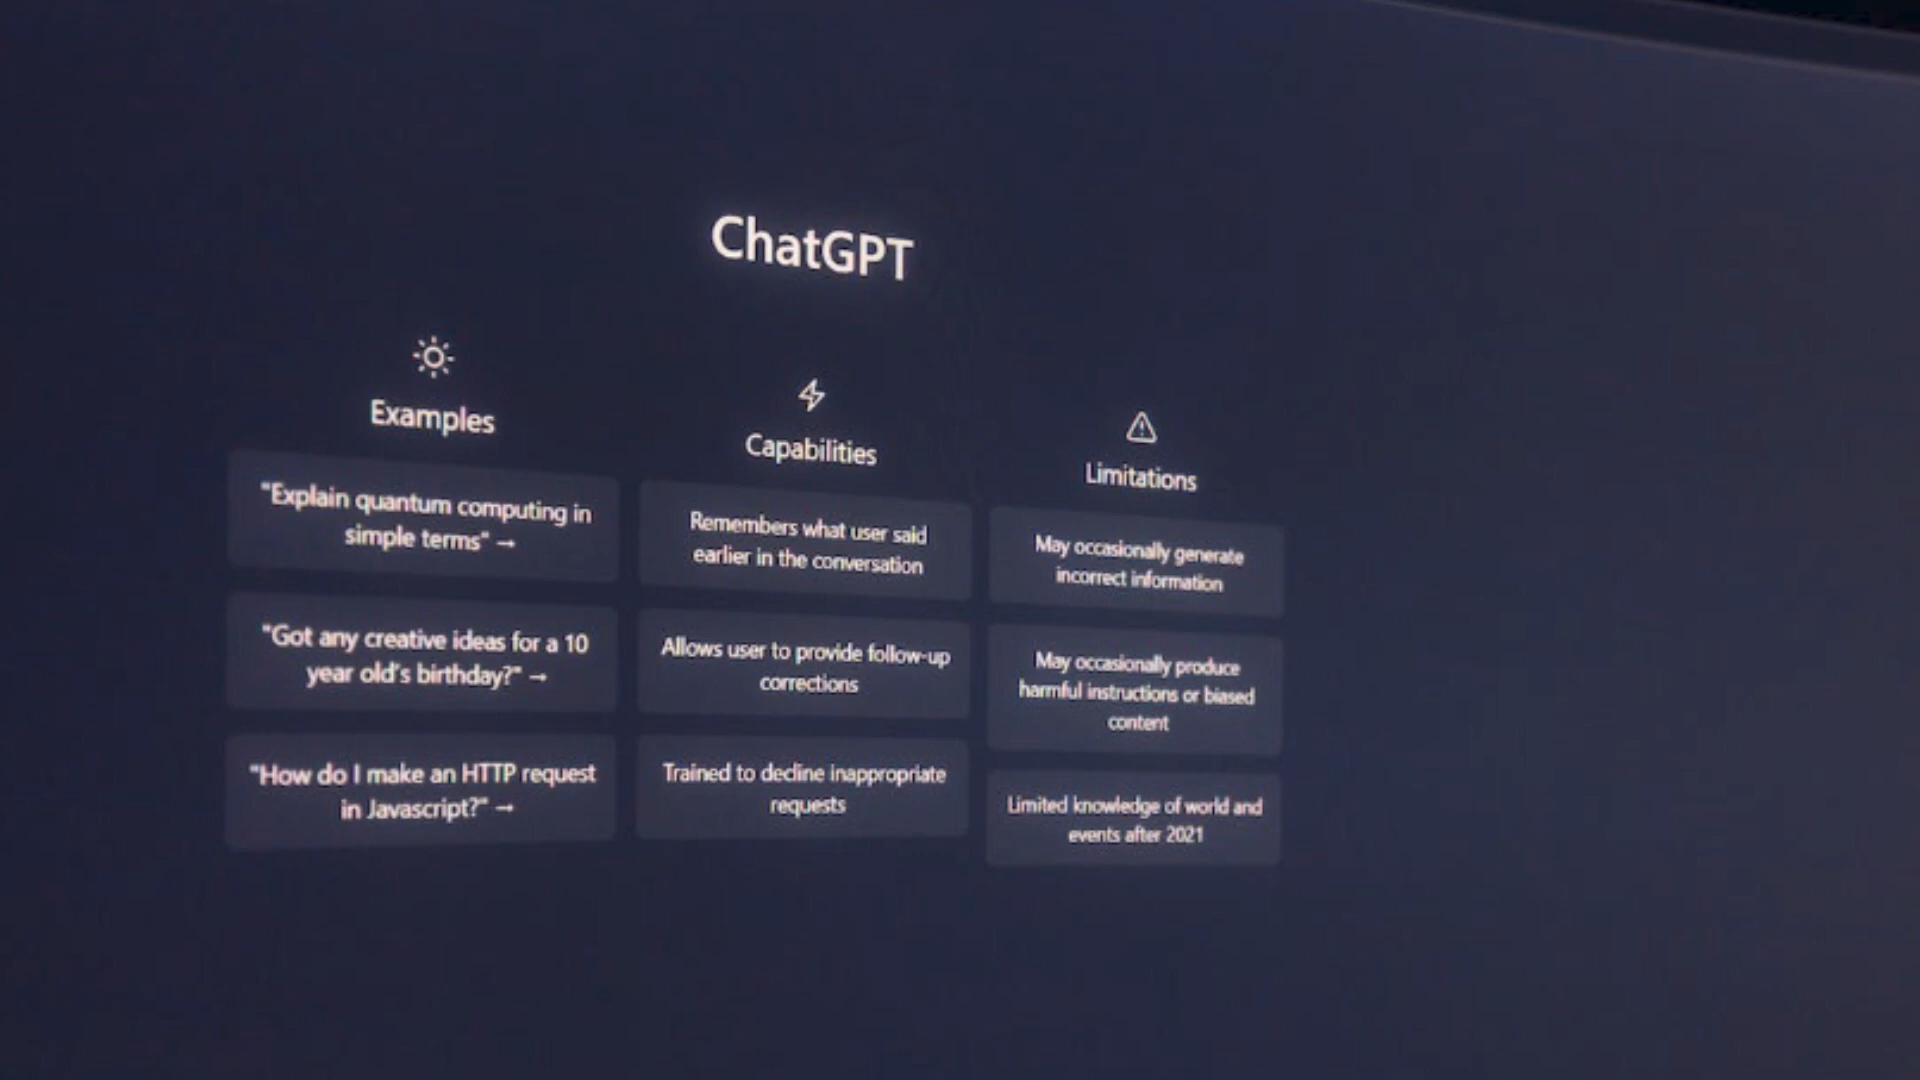 ChatGPT
Examples
"Explain quantum computing in
simple terms" →
"Got any creative ideas for a 10
year old's birthday?" →
"How do I make an HTTP request
in Javascript?" →
Capabilities
Remembers what user said
earlier in the conversation
Allows user to provide follow-up
corrections
Trained to decline inappropriate
requests
Limitations
May occasionally generate
incorrect information
May occasionally produce
harmful instructions or biased
content
Limited knowledge of world and
events after 2021